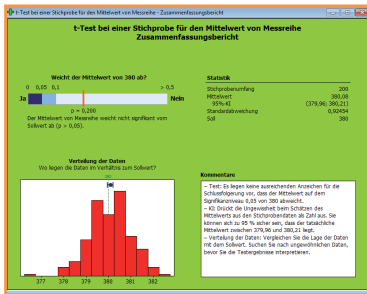 t-Test bei einer Stichprobe für den Mittelwert von Messreihe - Zusammenfassungsbericht
t-Test bei einer Stichprobe für den Mittelwert von Messreihe
Zusammenfassungsbericht
Weicht der Mittelwert von 380 ab?
0 0,05 0,1 > 0,5
Ja Nein
p = 0,200
Der Mittelwert von Messreihe weicht nicht signifikant vom
Sollwert ab (p > 0,05).
Statistik
Stichprobenumfang 200
Mittelwert 380,08
95%-KI (379,96; 380,21)
Standardabweichung 0,92454
Soll 380
Verteilung der Daten
Wo liegen die Daten im Verhältnis zum Sollwert?
380
377 378 379 380 381 382
Kommentare
– Test: Es liegen keine ausreichenden Anzeichen für die
Schlussfolgerung vor, dass der Mittelwert auf dem
Signifikanzniveau 0,05 von 380 abweicht.
– KI: Drückt die Ungewissheit beim Schätzen des
Mittelwerts aus den Stichprobendaten als Zahl aus. Sie
können sich zu 95 % sicher sein, dass der tatsächliche
Mittelwert zwischen 379,96 und 380,21 liegt.
– Verteilung der Daten: Vergleichen Sie die Lage der Daten
mit dem Sollwert. Suchen Sie nach ungewöhnlichen Daten,
bevor Sie die Testergebnisse interpretieren.